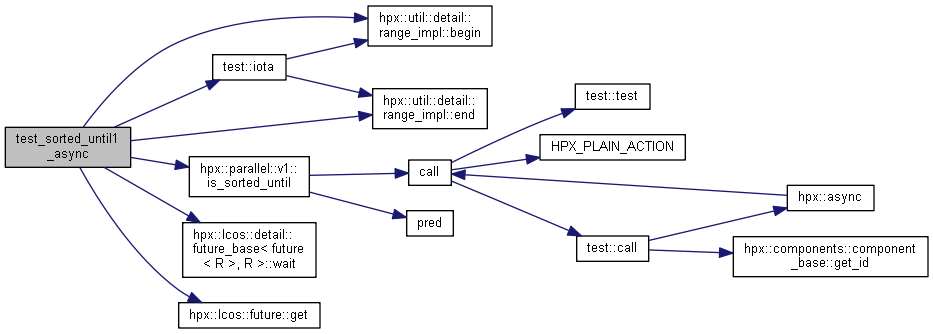 test_sorted_until1
_async
hpx::util::detail::
range_impl::begin
test::iota
hpx::util::detail::
range_impl::end
hpx::parallel::v1::
is_sorted_until
hpx::lcos::detail::
future_base< future
< R >, R >::wait
hpx::lcos::future::get
call
pred
test::test
HPX_PLAIN_ACTION
test::call
hpx::async
hpx::components::component
_base::get_id